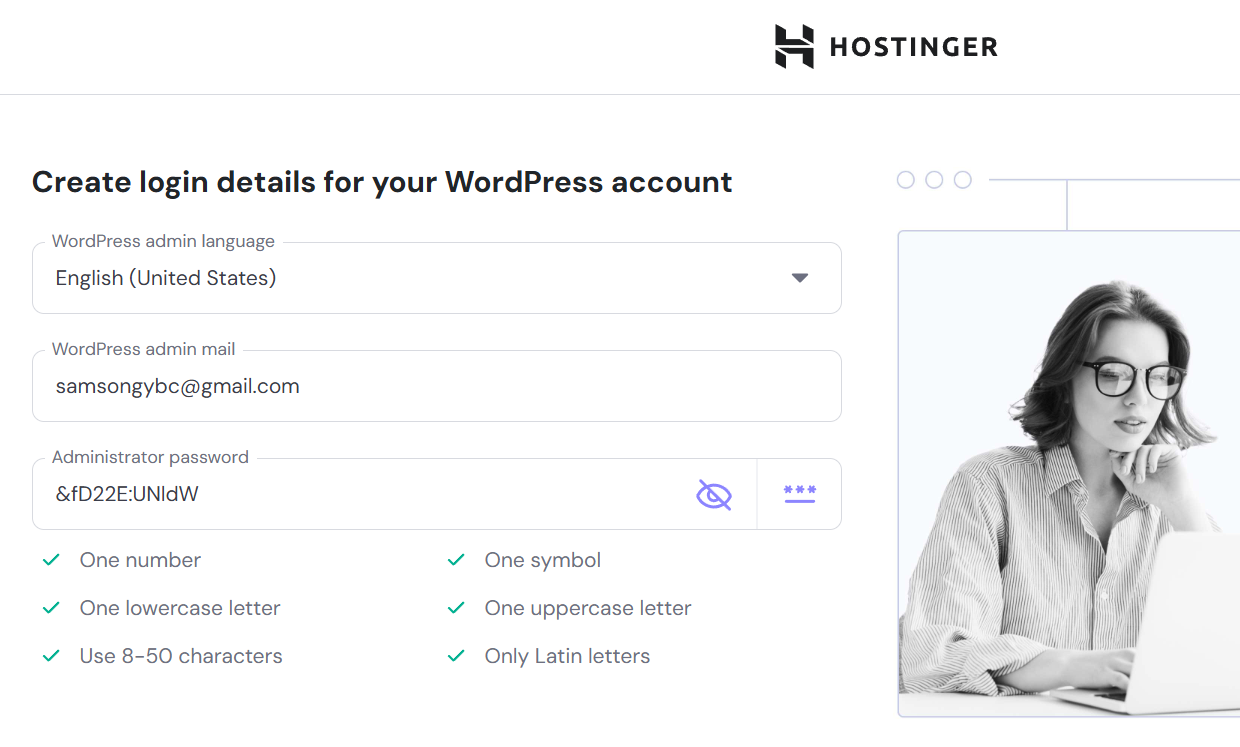 HOSTINGER
Create login details for your WordPress account
WordPress admin language
English (United States)
WordPress admin mail
samsongybc@gmail.com
Administrator password
&fD22E:UNldW
***
One number
One symbol
One lowercase letter
One uppercase letter
Use 8-50 characters
Only Latin letters